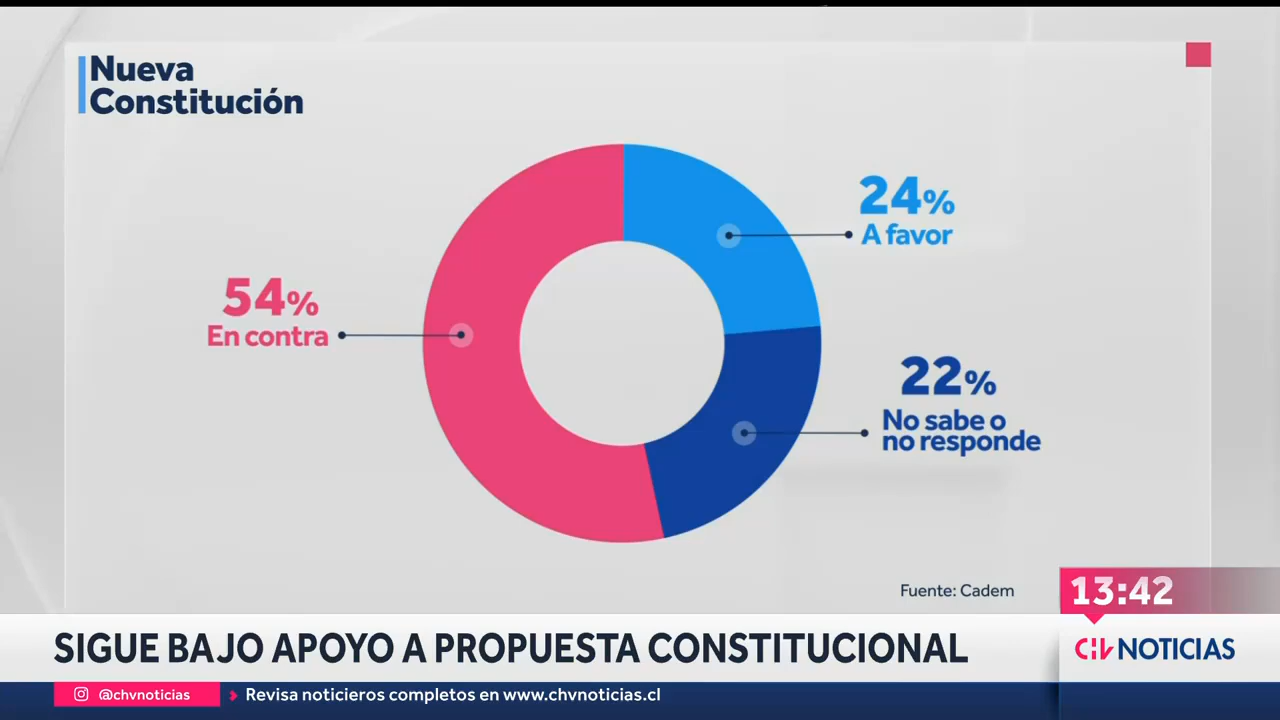 Nueva
Constitución
24%
A favor
54%
En contra
22%
No sabe o
no responde
Fuente: Cadem
13:42
SIGUE BAJO APOYO A PROPUESTA CONSTITUCIONAL
CHV NOTICIAS
@chvnoticias
Revisa noticieros completos en www.chvnoticias.cl